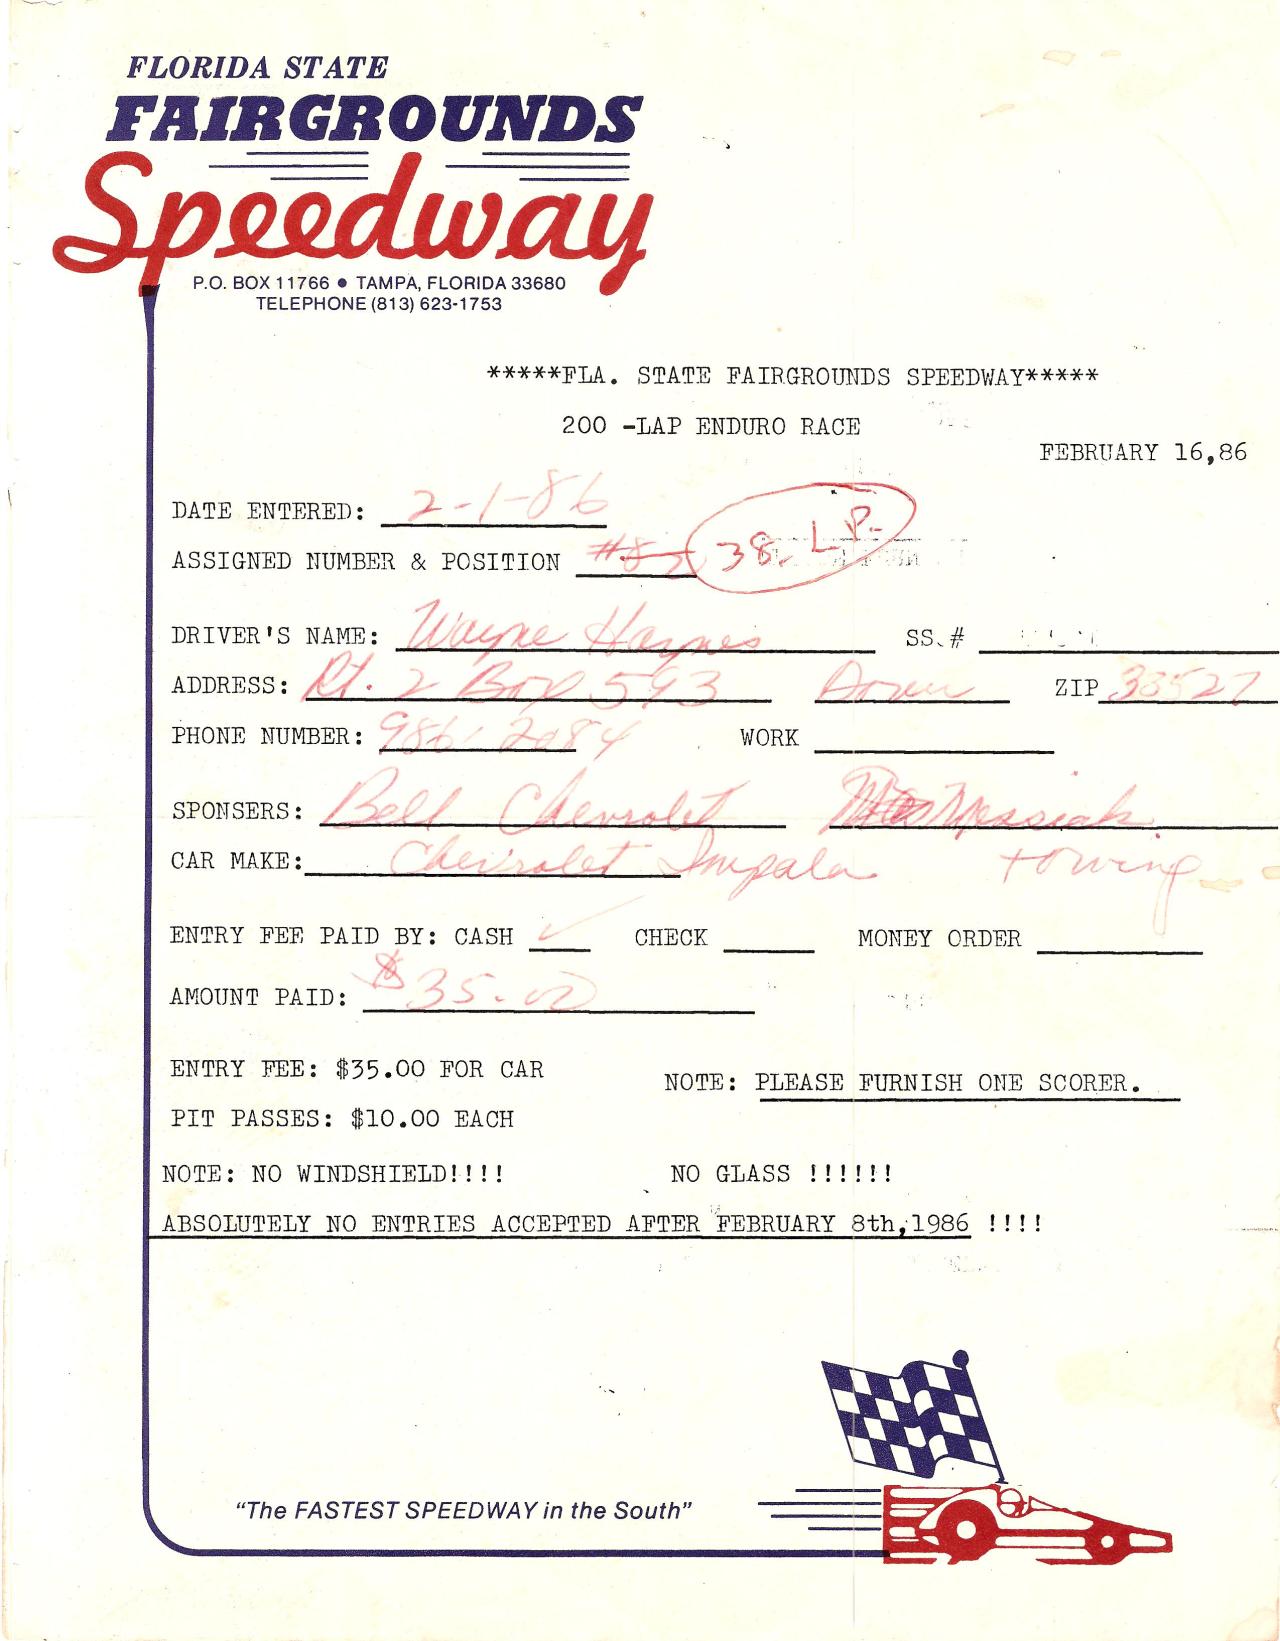 FLORIDA STATE
FAIRGROUNDS
Speedway
P.O. BOX 11766 • TAMPA, FLORIDA 33680
TELEPHONE (813) 623-1753
*****FLA. STATE FAIRGROUNDS SPEEDWAY*****
200 -LAP ENDURO RACE
FEBRUARY 16,86
DATE ENTERED: 2-1-86
ASSIGNED NUMBER & POSITION #87 38. L.P.
DRIVER'S NAME: Wayne Haynes SS.#
ADDRESS: Rt. 2 Box 593 Dover ZIP 33527
PHONE NUMBER: 986-2084 WORK
SPONSERS: Bell Chevrolet Messiah
CAR MAKE: Chevrolet Impala towing
ENTRY FEE PAID BY: CASH ✓ CHECK MONEY ORDER
AMOUNT PAID: $35.00
ENTRY FEE: $35.00 FOR CAR NOTE: PLEASE FURNISH ONE SCORER.
PIT PASSES: $10.00 EACH
NOTE: NO WINDSHIELD!!!! NO GLASS !!!!!!
ABSOLUTELY NO ENTRIES ACCEPTED AFTER FEBRUARY 8th,1986 !!!!
"The FASTEST SPEEDWAY in the South"